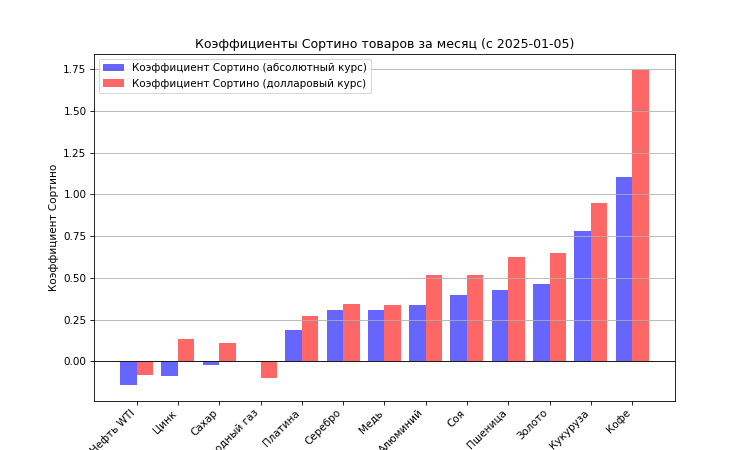 Коэффициенты Сортино товаров за месяц (с 2025-01-05)
Коэффициент Сортино (абсолютный курс)
Коэффициент Сортино (долларовый курс)
Коэффициент Сортино
1.75
1.50
1.25
1.00
0.75
0.50
0.25
0.00
Нефть WTI
Цинк
Сахар
газ
Платина
Серебро
Медь
Алюминий
Соя
Пшеница
Золото
Кукуруза
Кофе